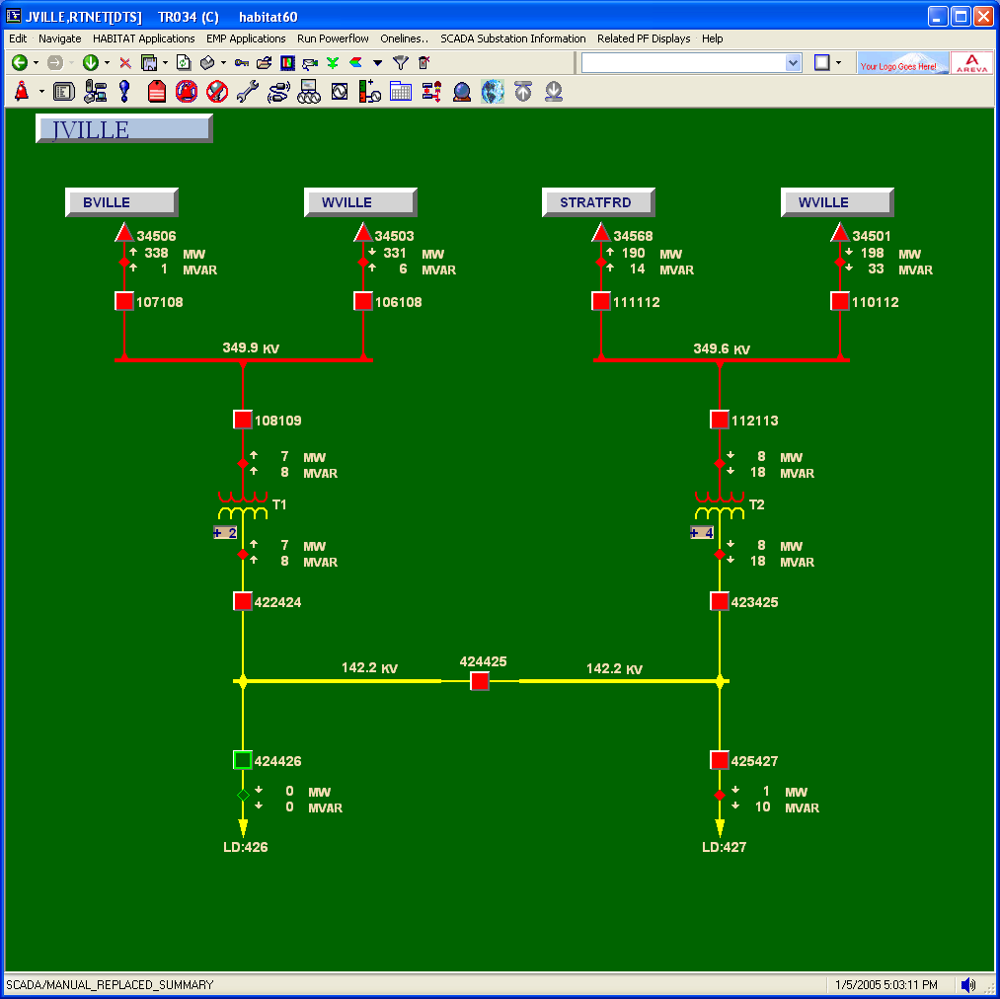 JVILLE,RTNET[DTS] TR034 (C) habitat60
Edit Navigate HABITAT Applications EMP Applications Run Powerflow Onelines.. SCADA Substation Information Related PF Displays Help
Your Logo Goes Here!
AREVA
JVILLE
BVILLE WVILLE STRATFRD WVILLE
34506 34503 34568 34501
338 MW 331 MW 190 MW 198 MW
1 MVAR 6 MVAR 14 MVAR 33 MVAR
107108 106108 111112 110112
349.9 KV 349.6 KV
108109 112113
7 MW 8 MW
8 MVAR 18 MVAR
T1 T2
+ 2 + 4
7 MW 8 MW
8 MVAR 18 MVAR
422424 423425
424425
142.2 KV 142.2 KV
424426 425427
0 MW 1 MW
0 MVAR 10 MVAR
LD:426 LD:427
SCADA/MANUAL_REPLACED_SUMMARY 1/5/2005 5:03:11 PM